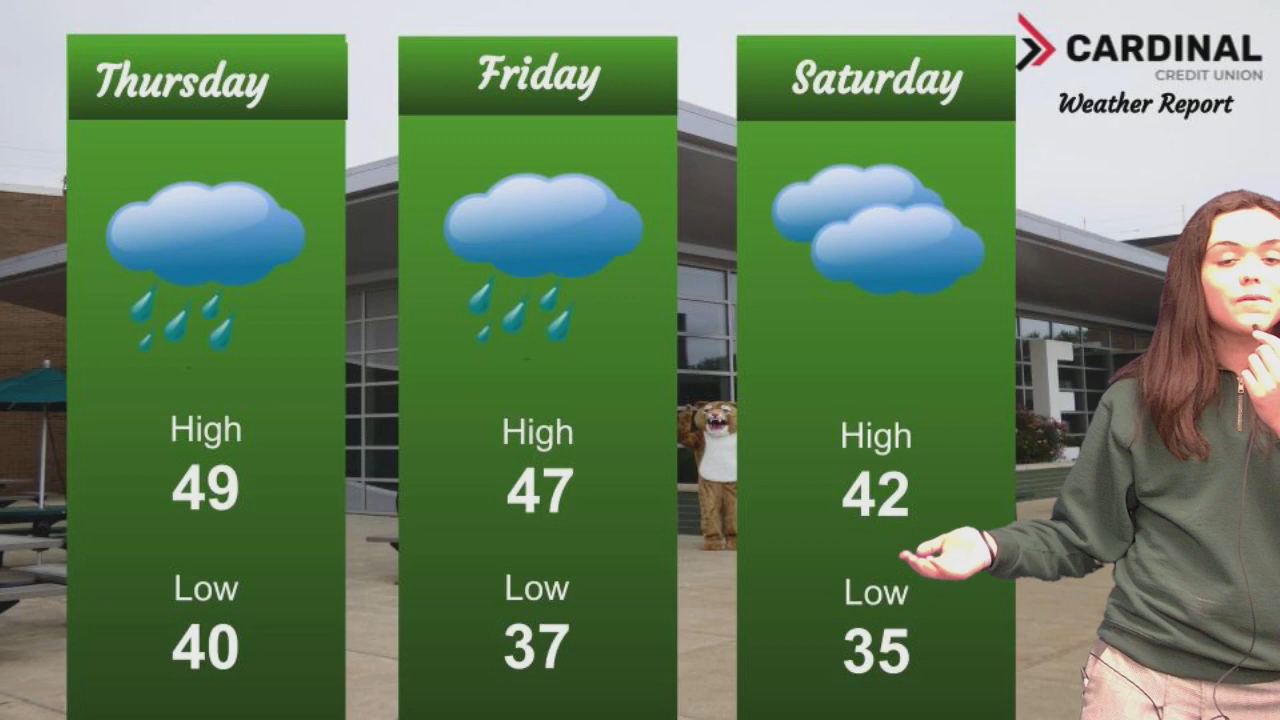 Thursday
High
49
Low
40
Friday
High
47
Low
37
Saturday
High
42
Low
35
CARDINAL
CREDIT UNION
Weather Report
E